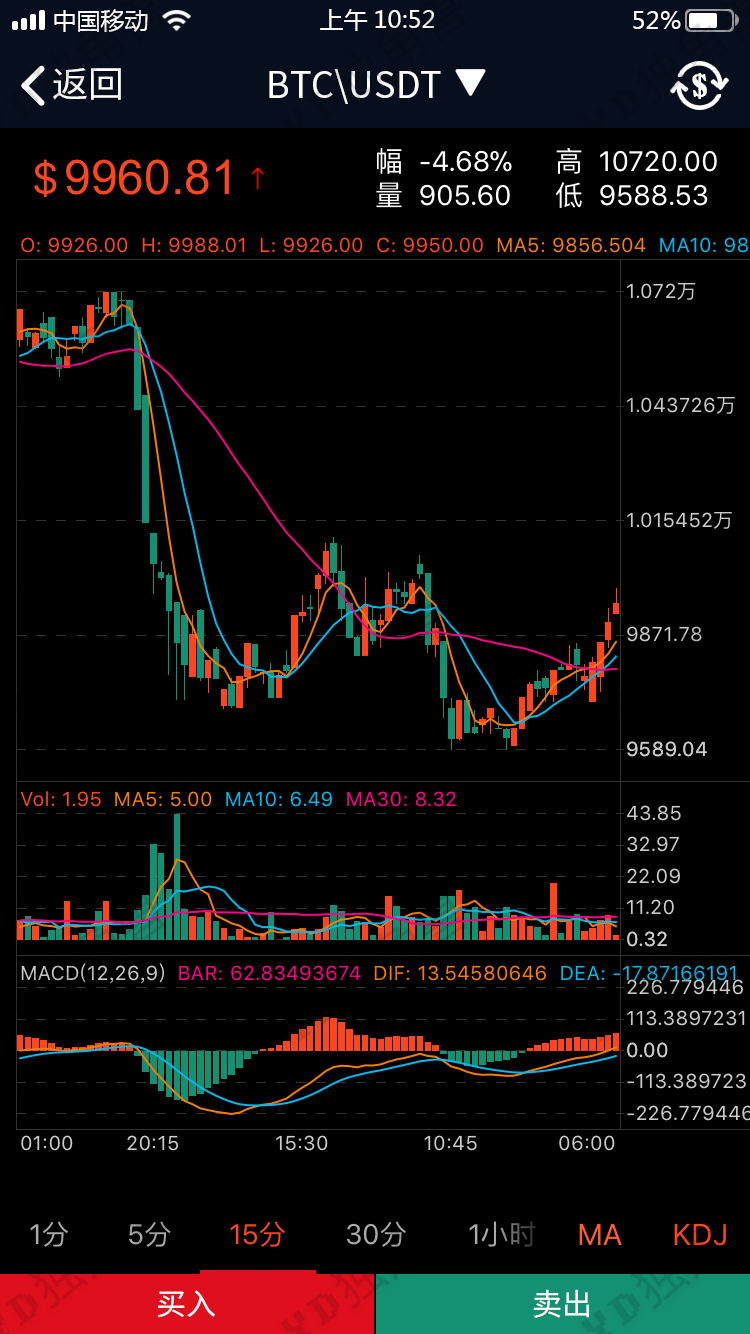 中国移动 上午 10:52 52%
返回 BTC\USDT ▼
$9960.81↑ 幅 -4.68% 高 10720.00
量 905.60 低 9588.53
O: 9926.00 H: 9988.01 L: 9926.00 C: 9950.00 MA5: 9856.504 MA10: 98
1.072万
1.043726万
1.015452万
9871.78
9589.04
Vol: 1.95 MA5: 5.00 MA10: 6.49 MA30: 8.32
43.85
32.97
22.09
11.20
0.32
MACD(12,26,9) BAR: 62.83493674 DIF: 13.54580646 DEA: -17.87166191
226.779446
113.3897231
0.00
-113.389723
-226.779446
01:00 20:15 15:30 10:45 06:00
1分 5分 15分 30分 1小时 MA KDJ
买入 卖出